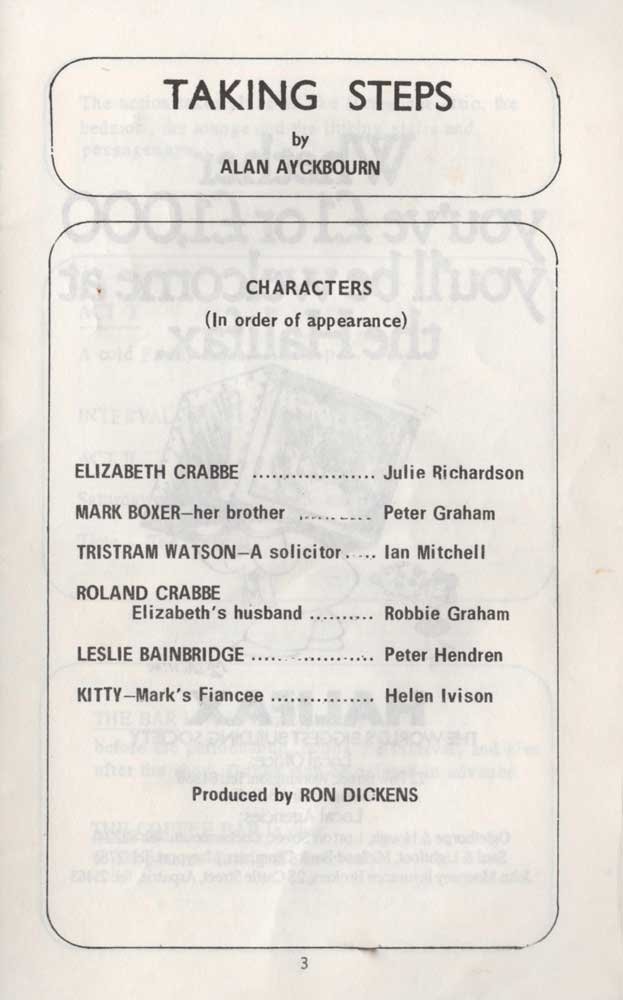 TAKING STEPS
by
ALAN AYCKBOURN
CHARACTERS
(In order of appearance)
ELIZABETH CRABBE .................. Julie Richardson
MARK BOXER—her brother .......... Peter Graham
TRISTRAM WATSON—A solicitor..... Ian Mitchell
ROLAND CRABBE
Elizabeth's husband .......... Robbie Graham
LESLIE BAINBRIDGE ................. Peter Hendren
KITTY—Mark's Fiancee ................ Helen Ivison
Produced by RON DICKENS
3